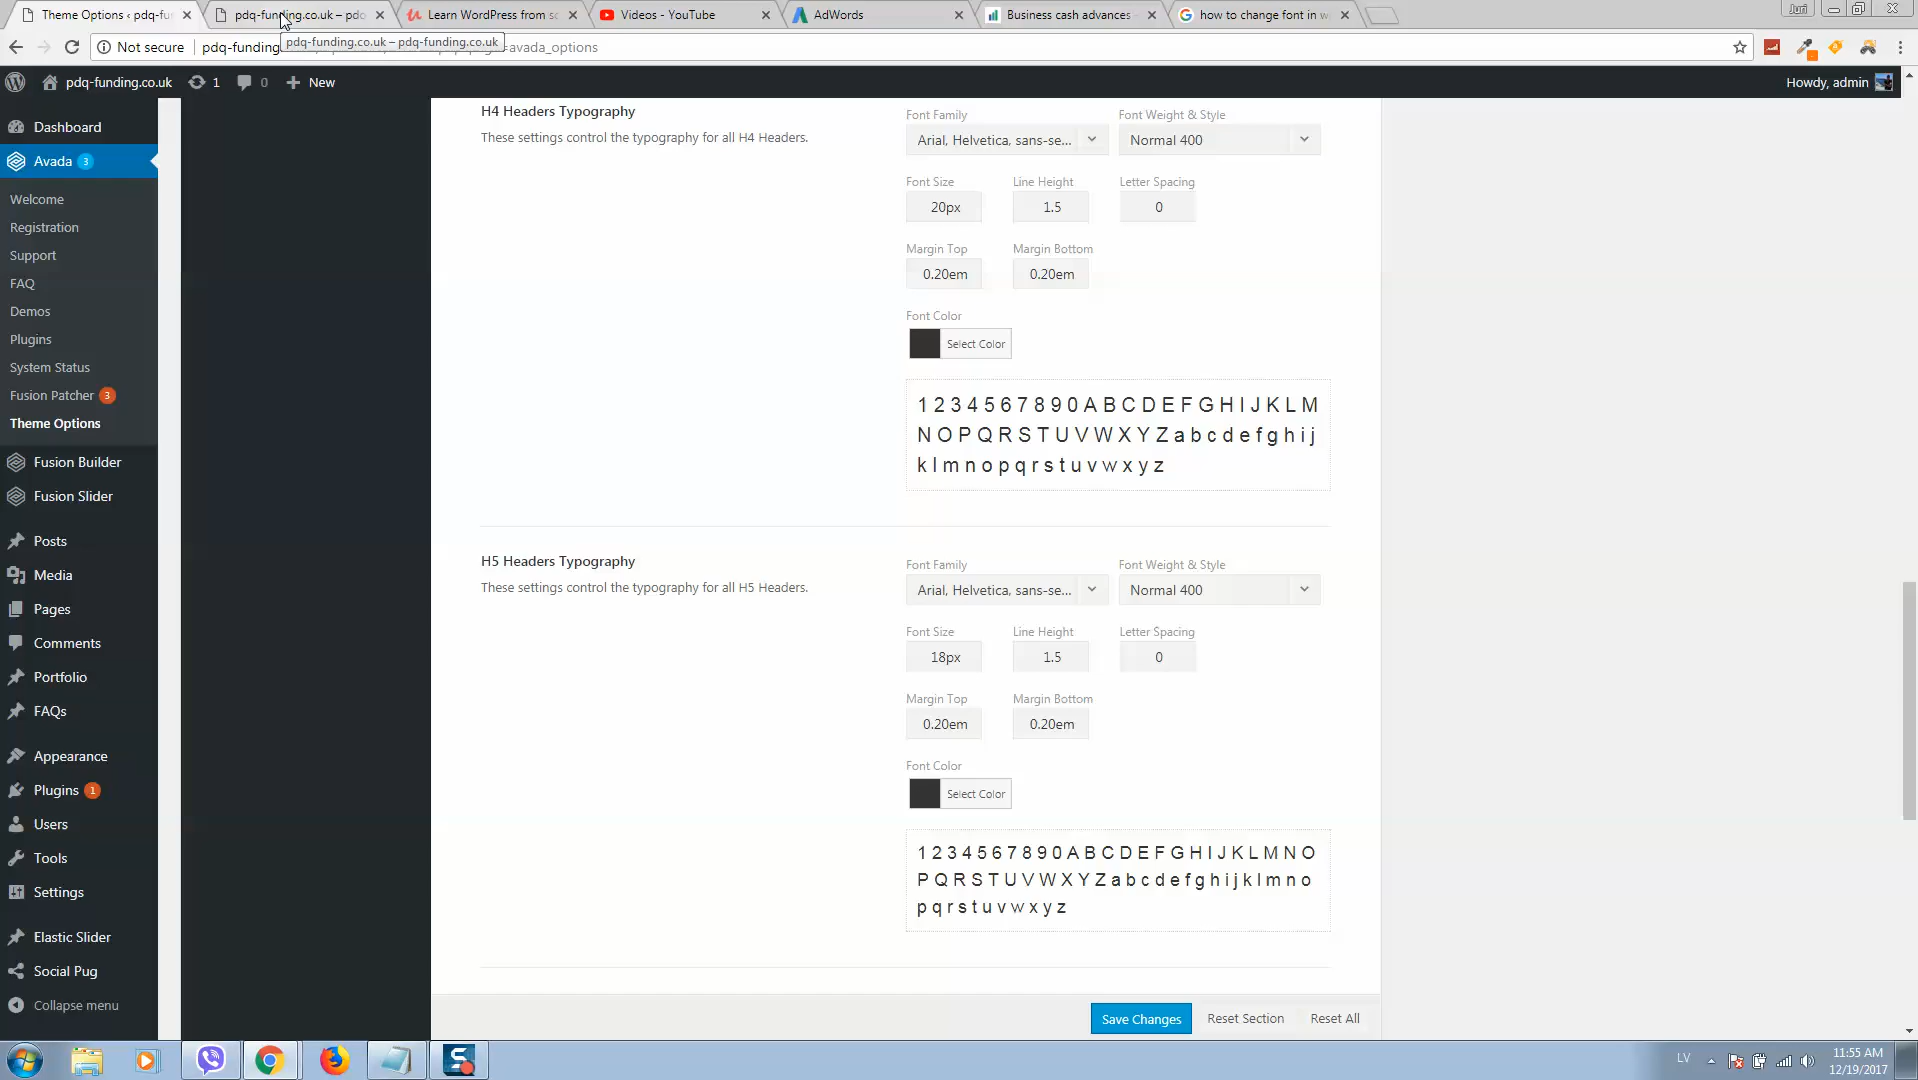 Theme Options ‹ pdq-fun
pdq-funding.co.uk – pdq
Learn WordPress from sc
Videos - YouTube
AdWords
Business cash advances
how to change font in w
Juri
Not secure
pdq-funding
pdq-funding.co.uk – pdq-funding.co.uk
=avada_options
pdq-funding.co.uk
1
0
New
Howdy, admin
Dashboard
Avada 3
Welcome
Registration
Support
FAQ
Demos
Plugins
System Status
Fusion Patcher 3
Theme Options
Fusion Builder
Fusion Slider
Posts
Media
Pages
Comments
Portfolio
FAQs
Appearance
Plugins 1
Users
Tools
Settings
Elastic Slider
Social Pug
Collapse menu
H4 Headers Typography
These settings control the typography for all H4 Headers.
Font Family
Font Weight & Style
Arial, Helvetica, sans-se...
Normal 400
Font Size
Line Height
Letter Spacing
20px
1.5
0
Margin Top
Margin Bottom
0.20em
0.20em
Font Color
Select Color
1 2 3 4 5 6 7 8 9 0 A B C D E F G H I J K L M
N O P Q R S T U V W X Y Z a b c d e f g h i j
k l m n o p q r s t u v w x y z
H5 Headers Typography
These settings control the typography for all H5 Headers.
Font Family
Font Weight & Style
Arial, Helvetica, sans-se...
Normal 400
Font Size
Line Height
Letter Spacing
18px
1.5
0
Margin Top
Margin Bottom
0.20em
0.20em
Font Color
Select Color
1 2 3 4 5 6 7 8 9 0 A B C D E F G H I J K L M N O
P Q R S T U V W X Y Z a b c d e f g h i j k l m n o
p q r s t u v w x y z
Save Changes
Reset Section
Reset All
LV
11:55 AM
12/19/2017